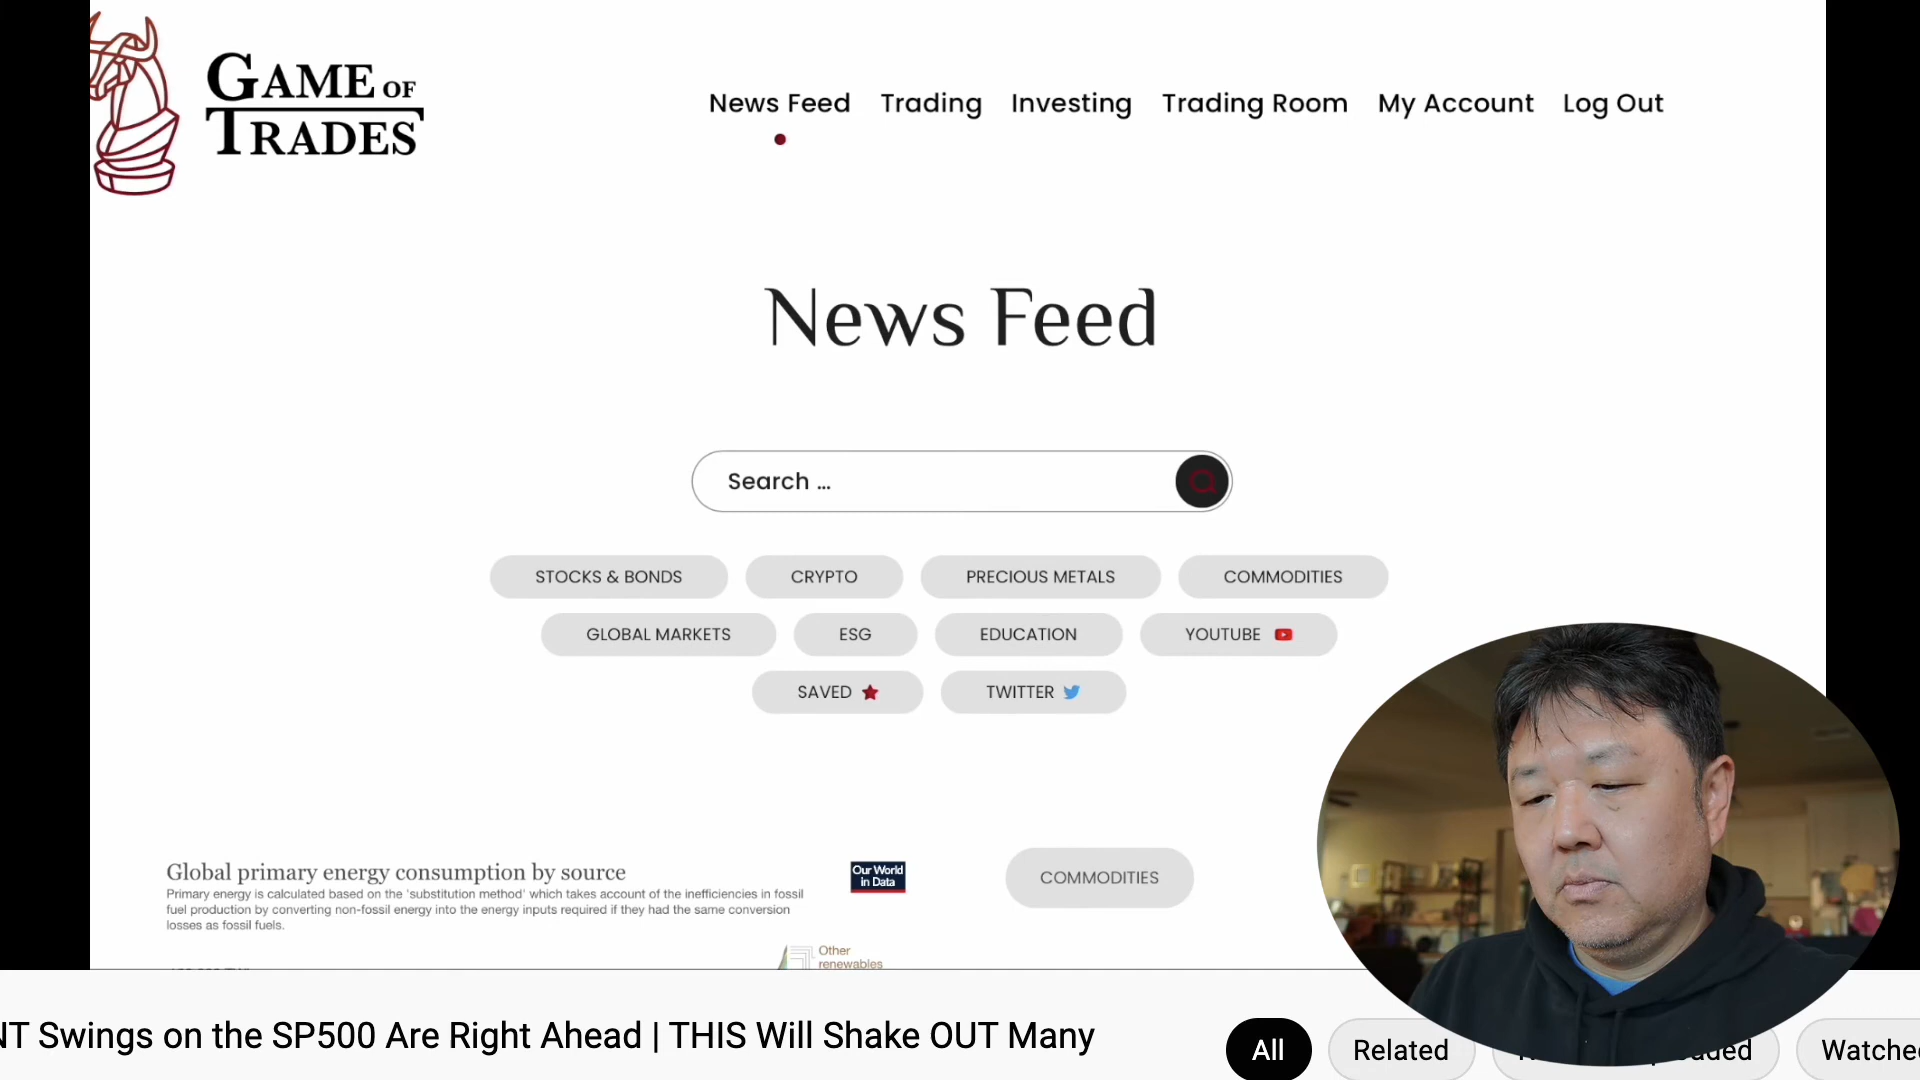 GAME OF
TRADES
News Feed Trading Investing Trading Room My Account Log Out
News Feed
Search ...
STOCKS & BONDS CRYPTO PRECIOUS METALS COMMODITIES
GLOBAL MARKETS ESG EDUCATION YOUTUBE
SAVED TWITTER
Global primary energy consumption by source
Primary energy is calculated based on the 'substitution method' which takes account of the inefficiencies in fossil
fuel production by converting non-fossil energy into the energy inputs required if they had the same conversion
losses as fossil fuels.
Our World
in Data
COMMODITIES
Other
renewables
Swings on the SP500 Are Right Ahead | THIS Will Shake OUT Many
All Related Watched